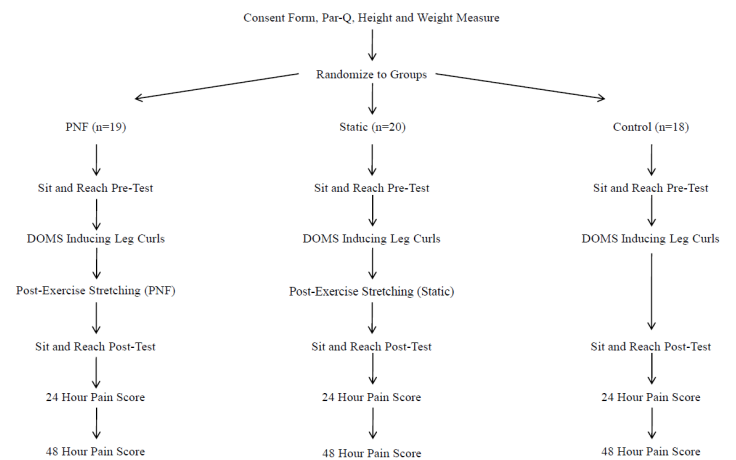 Consent Form, Par-Q, Height and Weight Measure
Randomize to Groups
PNF (n=19)
Static (n=20)
Control (n=18)
Sit and Reach Pre-Test
Sit and Reach Pre-Test
Sit and Reach Pre-Test
DOMS Inducing Leg Curls
DOMS Inducing Leg Curls
DOMS Inducing Leg Curls
Post-Exercise Stretching (PNF)
Post-Exercise Stretching (Static)
Sit and Reach Post-Test
Sit and Reach Post-Test
Sit and Reach Post-Test
24 Hour Pain Score
24 Hour Pain Score
24 Hour Pain Score
48 Hour Pain Score
48 Hour Pain Score
48 Hour Pain Score